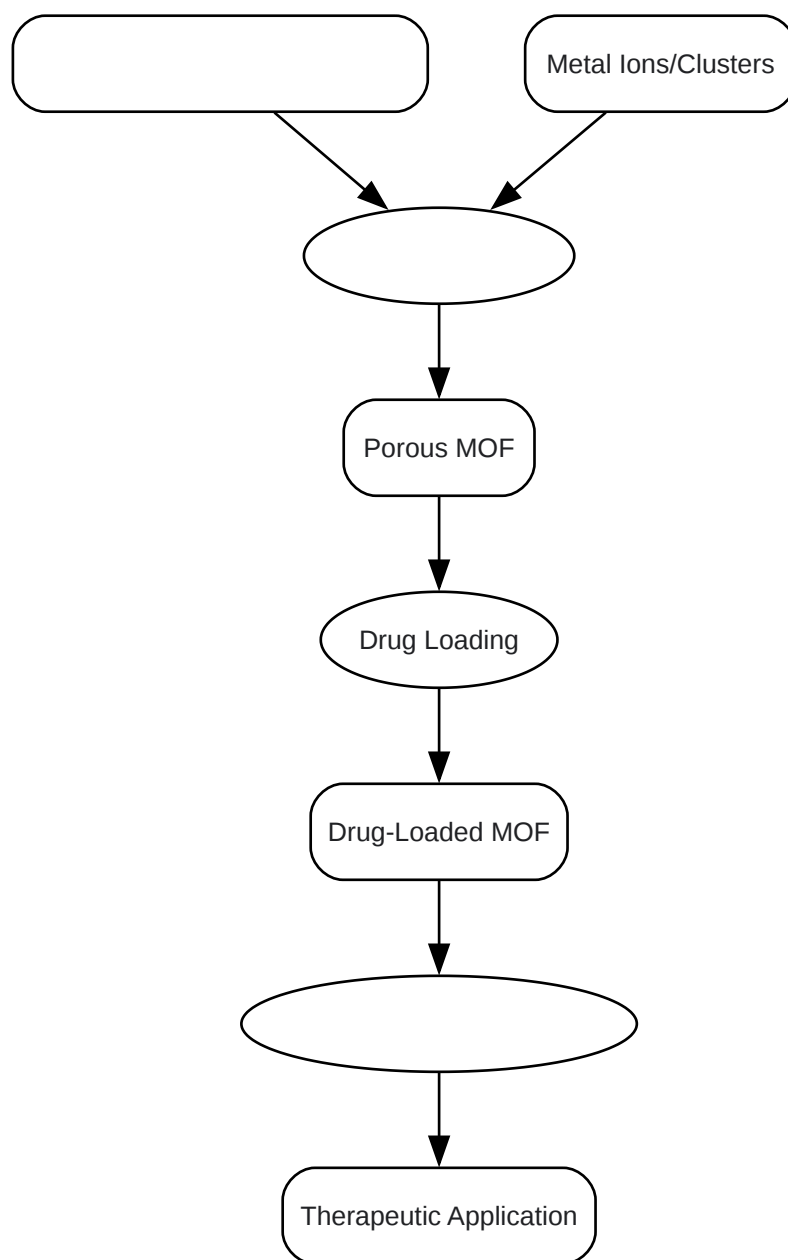 Metal Ions/Clusters
Porous MOF
Drug Loading
Drug-Loaded MOF
Therapeutic Application